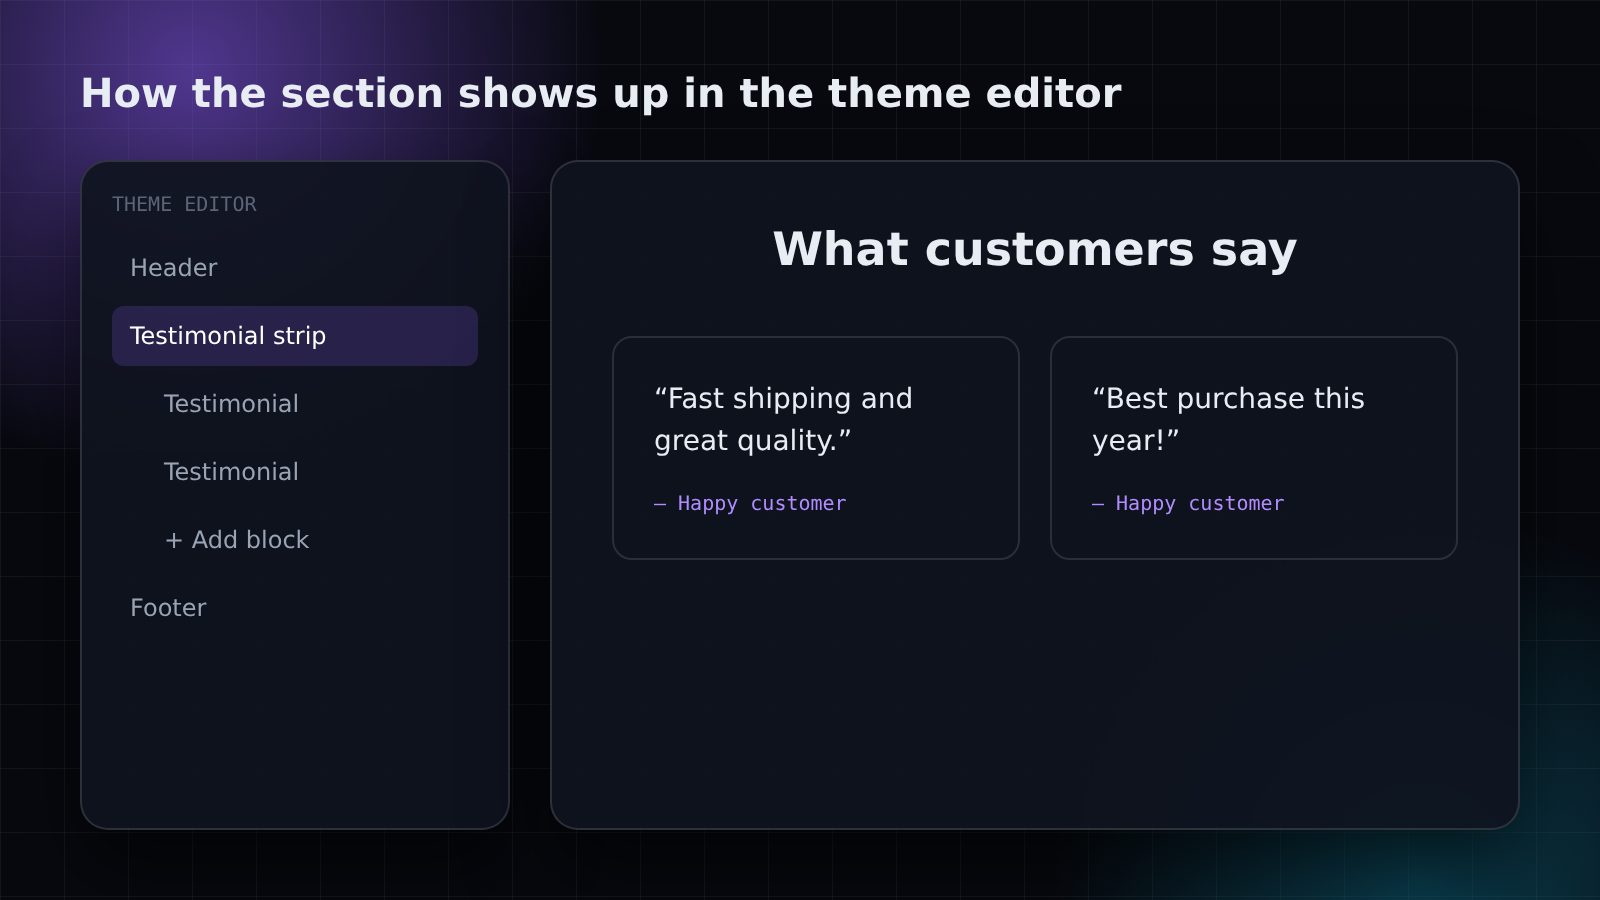 How the section shows up in the theme editor
THEME EDITOR
Header
Testimonial strip
Testimonial
Testimonial
+ Add block
Footer
What customers say
“Fast shipping and
great quality.”
— Happy customer
“Best purchase this
year!”
— Happy customer